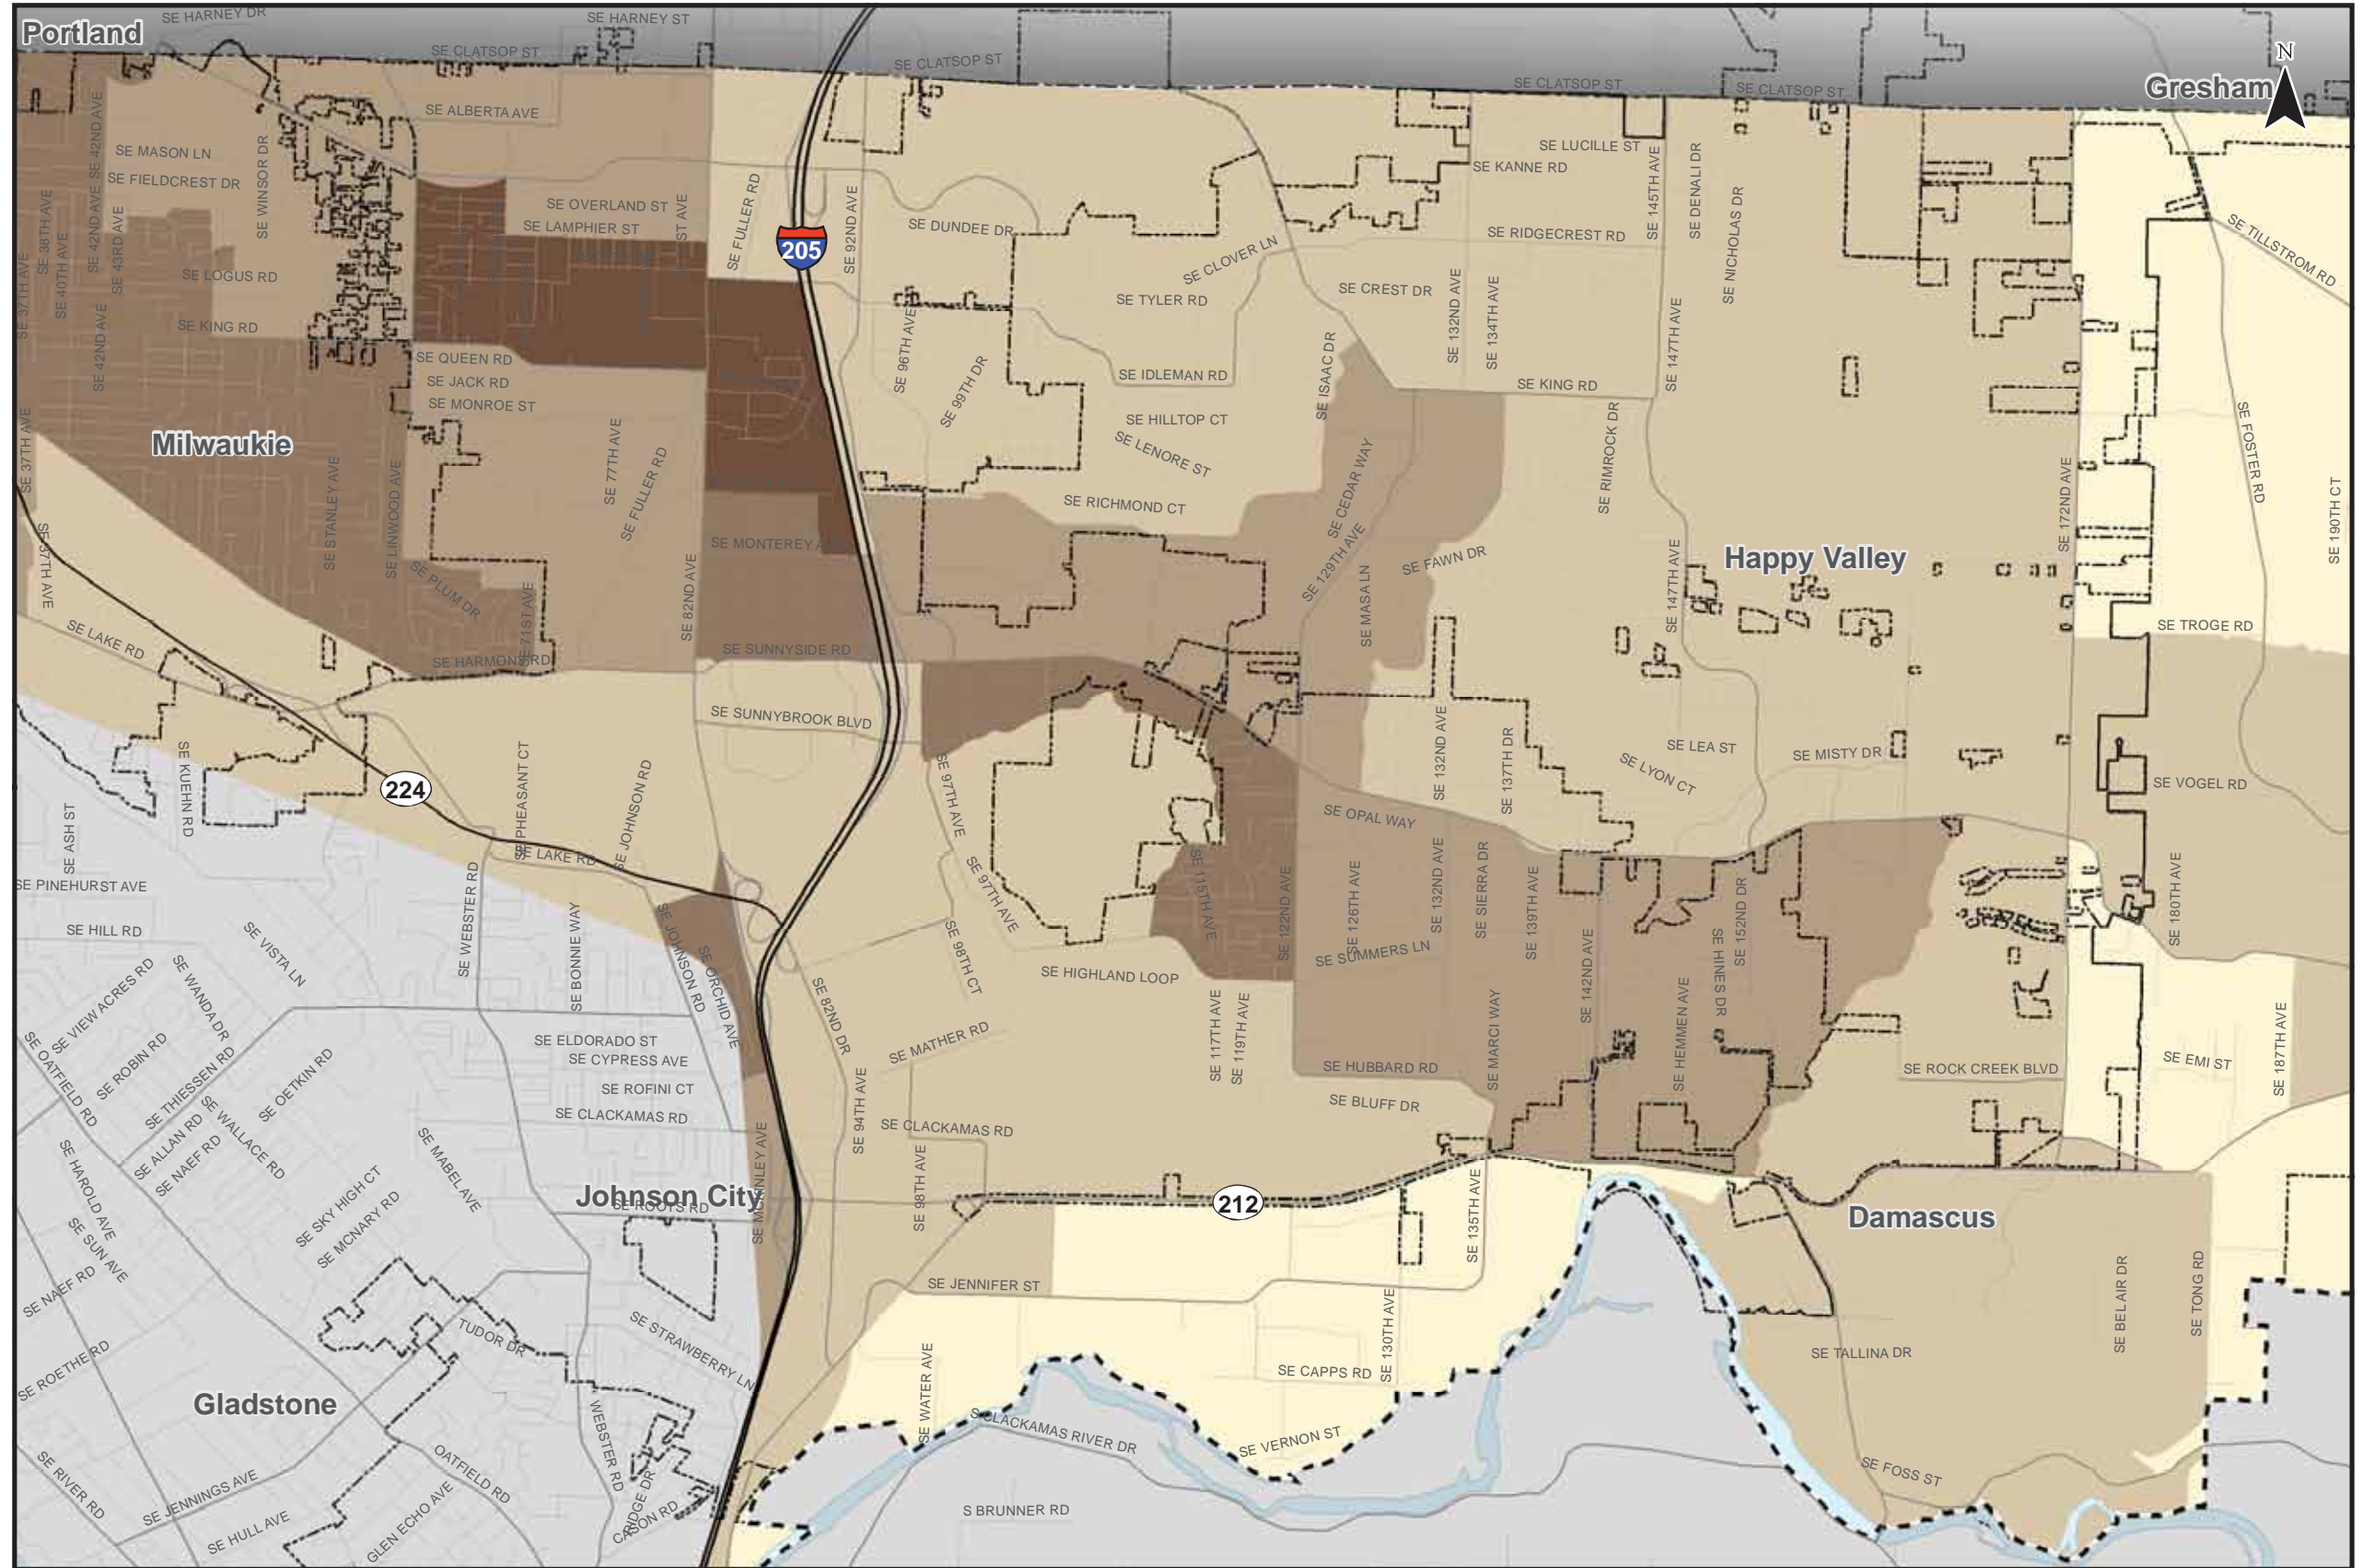 SE HARNEY DR
SE HARNEY ST
Portland
SE CLATSOP ST
SE CLATSOP ST
SE CLATSOP ST
SE CLATSOP ST
N
Gresham
SE ALBERTA AVE
SE MASON LN
SE FIELDCREST DR
SE WINSOR DR
SE 42ND AVE
SE 42ND AVE
SE 38TH AVE
SE 40TH AVE
SE 43RD AVE
SE 37TH AVE
SE LOGUS RD
SE KING RD
SE 42ND AVE
SE OVERLAND ST
SE LAMPHIER ST
SE FULLER RD
205
SE 92ND AVE
SE DUNDEE DR
SE CLOVER LN
SE TYLER RD
SE LUCILLE ST
SE KANNE RD
SE 145TH AVE
SE DENALI DR
SE NICHOLAS DR
SE RIDGECREST RD
SE CREST DR
SE 132ND AVE
SE 134TH AVE
SE 147TH AVE
SE TILLSTROM RD
SE QUEEN RD
SE JACK RD
SE MONROE ST
SE 96TH AVE
SE 99TH DR
SE IDLEMAN RD
SE HILLTOP CT
SE LENORE ST
SE ISAAC DR
SE KING RD
SE RIMROCK DR
SE FOSTER RD
SE 190TH CT
SE 172ND AVE
Milwaukie
SE 37TH AVE
SE 37TH AVE
SE STANLEY AVE
SE LINWOOD AVE
SE 77TH AVE
SE FULLER RD
SE RICHMOND CT
SE CEDAR WAY
SE 129TH AVE
SE MONTEREY AVE
SE MASA LN
SE FAWN DR
SE 147TH AVE
Happy Valley
SE PLUM DR
SE 71ST AVE
SE 82ND AVE
SE LAKE RD
SE HARMONY RD
SE SUNNYSIDE RD
SE TROGE RD
SE SUNNYBROOK BLVD
SE KUEHN RD
224
SE PHEASANT CT
SE JOHNSON RD
SE LAKE RD
SE 97TH AVE
SE 97TH AVE
SE 132ND AVE
SE 137TH DR
SE LEA ST
SE LYON CT
SE MISTY DR
SE VOGEL RD
SE OPAL WAY
SE ASH ST
SE PINEHURST AVE
SE HILL RD
SE VISTA LN
SE WEBSTER RD
SE BONNIE WAY
SE JOHNSON RD
SE ORCHID AVE
SE 82ND DR
SE 98TH CT
SE HIGHLAND LOOP
SE 115TH AVE
SE 122ND AVE
SE 126TH AVE
SE 132ND AVE
SE SIERRA DR
SE 139TH AVE
SE SUMMERS LN
SE 142ND AVE
SE HINES DR
SE 152ND DR
SE 180TH AVE
SE VIEW ACRES RD
SE WANDA DR
SE OATFIELD RD
SE ROBIN RD
SE THIESSEN RD
SE OETKIN RD
SE ELDORADO ST
SE CYPRESS AVE
SE ROFINI CT
SE CLACKAMAS RD
SE MATHER RD
SE 117TH AVE
SE 119TH AVE
SE 94TH AVE
SE CLACKAMAS RD
SE HUBBARD RD
SE BLUFF DR
SE MARCI WAY
SE HEMMEN AVE
SE ROCK CREEK BLVD
SE EMI ST
SE 187TH AVE
SE ALLAN RD
SE NAEF RD
SE WALLACE RD
SE HAROLD AVE
SE SUN AVE
SE NAEF RD
SE SKY HIGH CT
SE MCNARY RD
SE MABEL AVE
Johnson City
SE ROOTS RD
SE MCKINLEY AVE
SE 98TH AVE
212
SE 135TH AVE
Damascus
SE JENNIFER ST
SE STRAWBERRY LN
TUDOR DR
SE ROETHE RD
Gladstone
SE WATER AVE
SE CAPPS RD
SE 130TH AVE
SE TALLINA DR
SE BEL AIR DR
SE TONG RD
S CLACKAMAS RIVER DR
SE VERNON ST
SE FOSS ST
WEBSTER RD
OATFIELD RD
SE RIVER RD
SE JENNINGS AVE
SE HULL AVE
GLEN ECHO AVE
CASON RD
S BRUNNER RD